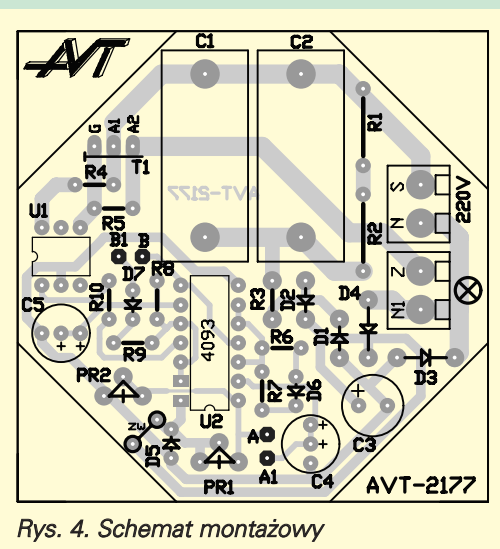 AVT
C1
C2
G
A1
A2
T1
R1
R4
AVT-2177
S
220V
U1
R5
N
B1
B
R2
D7
R8
Z
R10
R3
D2
D4
N1
C5
4093
D1
+
+
R9
R6
D3
PR2
R7
D6
+
U2
ZW
A
+
C3
D5
A1
+
PR1
C4
AVT-2177
Rys. 4. Schemat montażowy